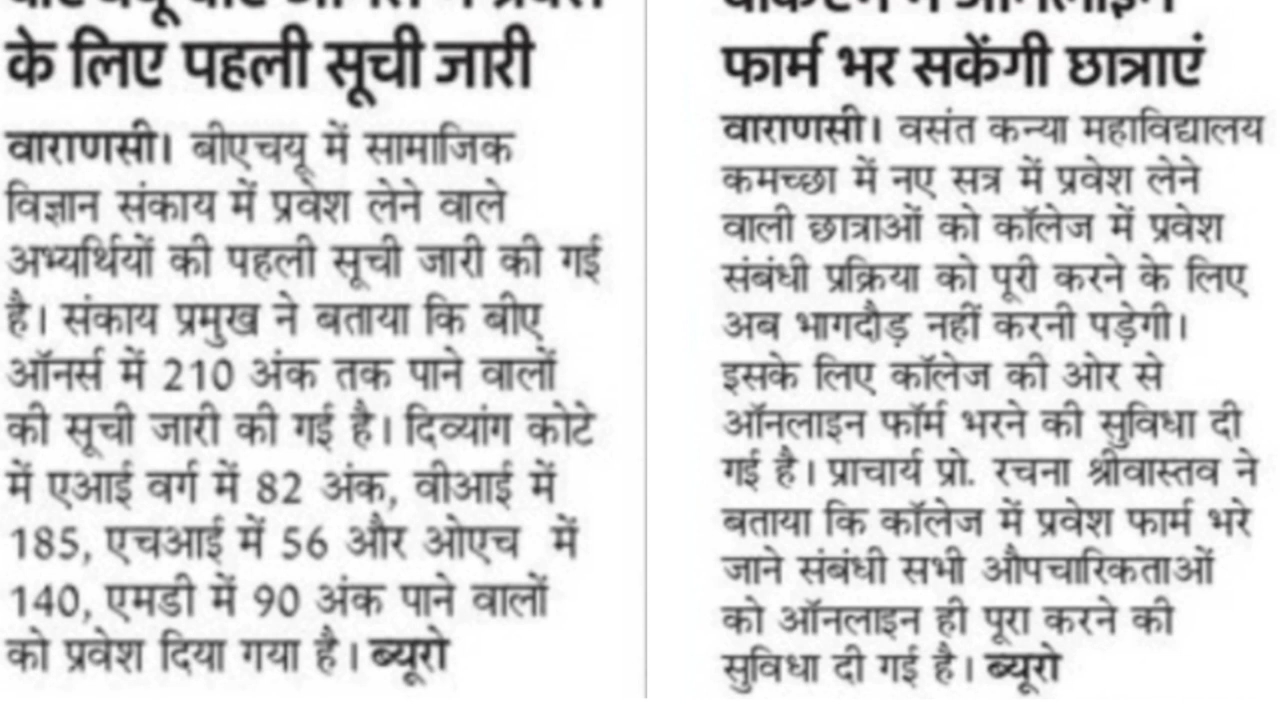 के लिए पहली सूची जारी
वाराणसी। बीएचयू में सामाजिक
विज्ञान संकाय में प्रवेश लेने वाले
अभ्यर्थियों की पहली सूची जारी की गई
है। संकाय प्रमुख ने बताया कि बीए
ऑनर्स में 210 अंक तक पाने वालों
की सूची जारी की गई है। दिव्यांग कोटे
में एआई वर्ग में 82 अंक, वीआई में
185, एचआई में 56 और ओएच में
140, एमडी में 90 अंक पाने वालों
को प्रवेश दिया गया है। ब्यूरो
फार्म भर सकेंगी छात्राएं
वाराणसी। वसंत कन्या महाविद्यालय
कमच्छा में नए सत्र में प्रवेश लेने
वाली छात्राओं को कॉलेज में प्रवेश
संबंधी प्रक्रिया को पूरी करने के लिए
अब भागदौड़ नहीं करनी पड़ेगी।
इसके लिए कॉलेज की ओर से
ऑनलाइन फॉर्म भरने की सुविधा दी
गई है। प्राचार्य प्रो. रचना श्रीवास्तव ने
बताया कि कॉलेज में प्रवेश फार्म भरे
जाने संबंधी सभी औपचारिकताओं
को ऑनलाइन ही पूरा करने की
सुविधा दी गई है। ब्यूरो